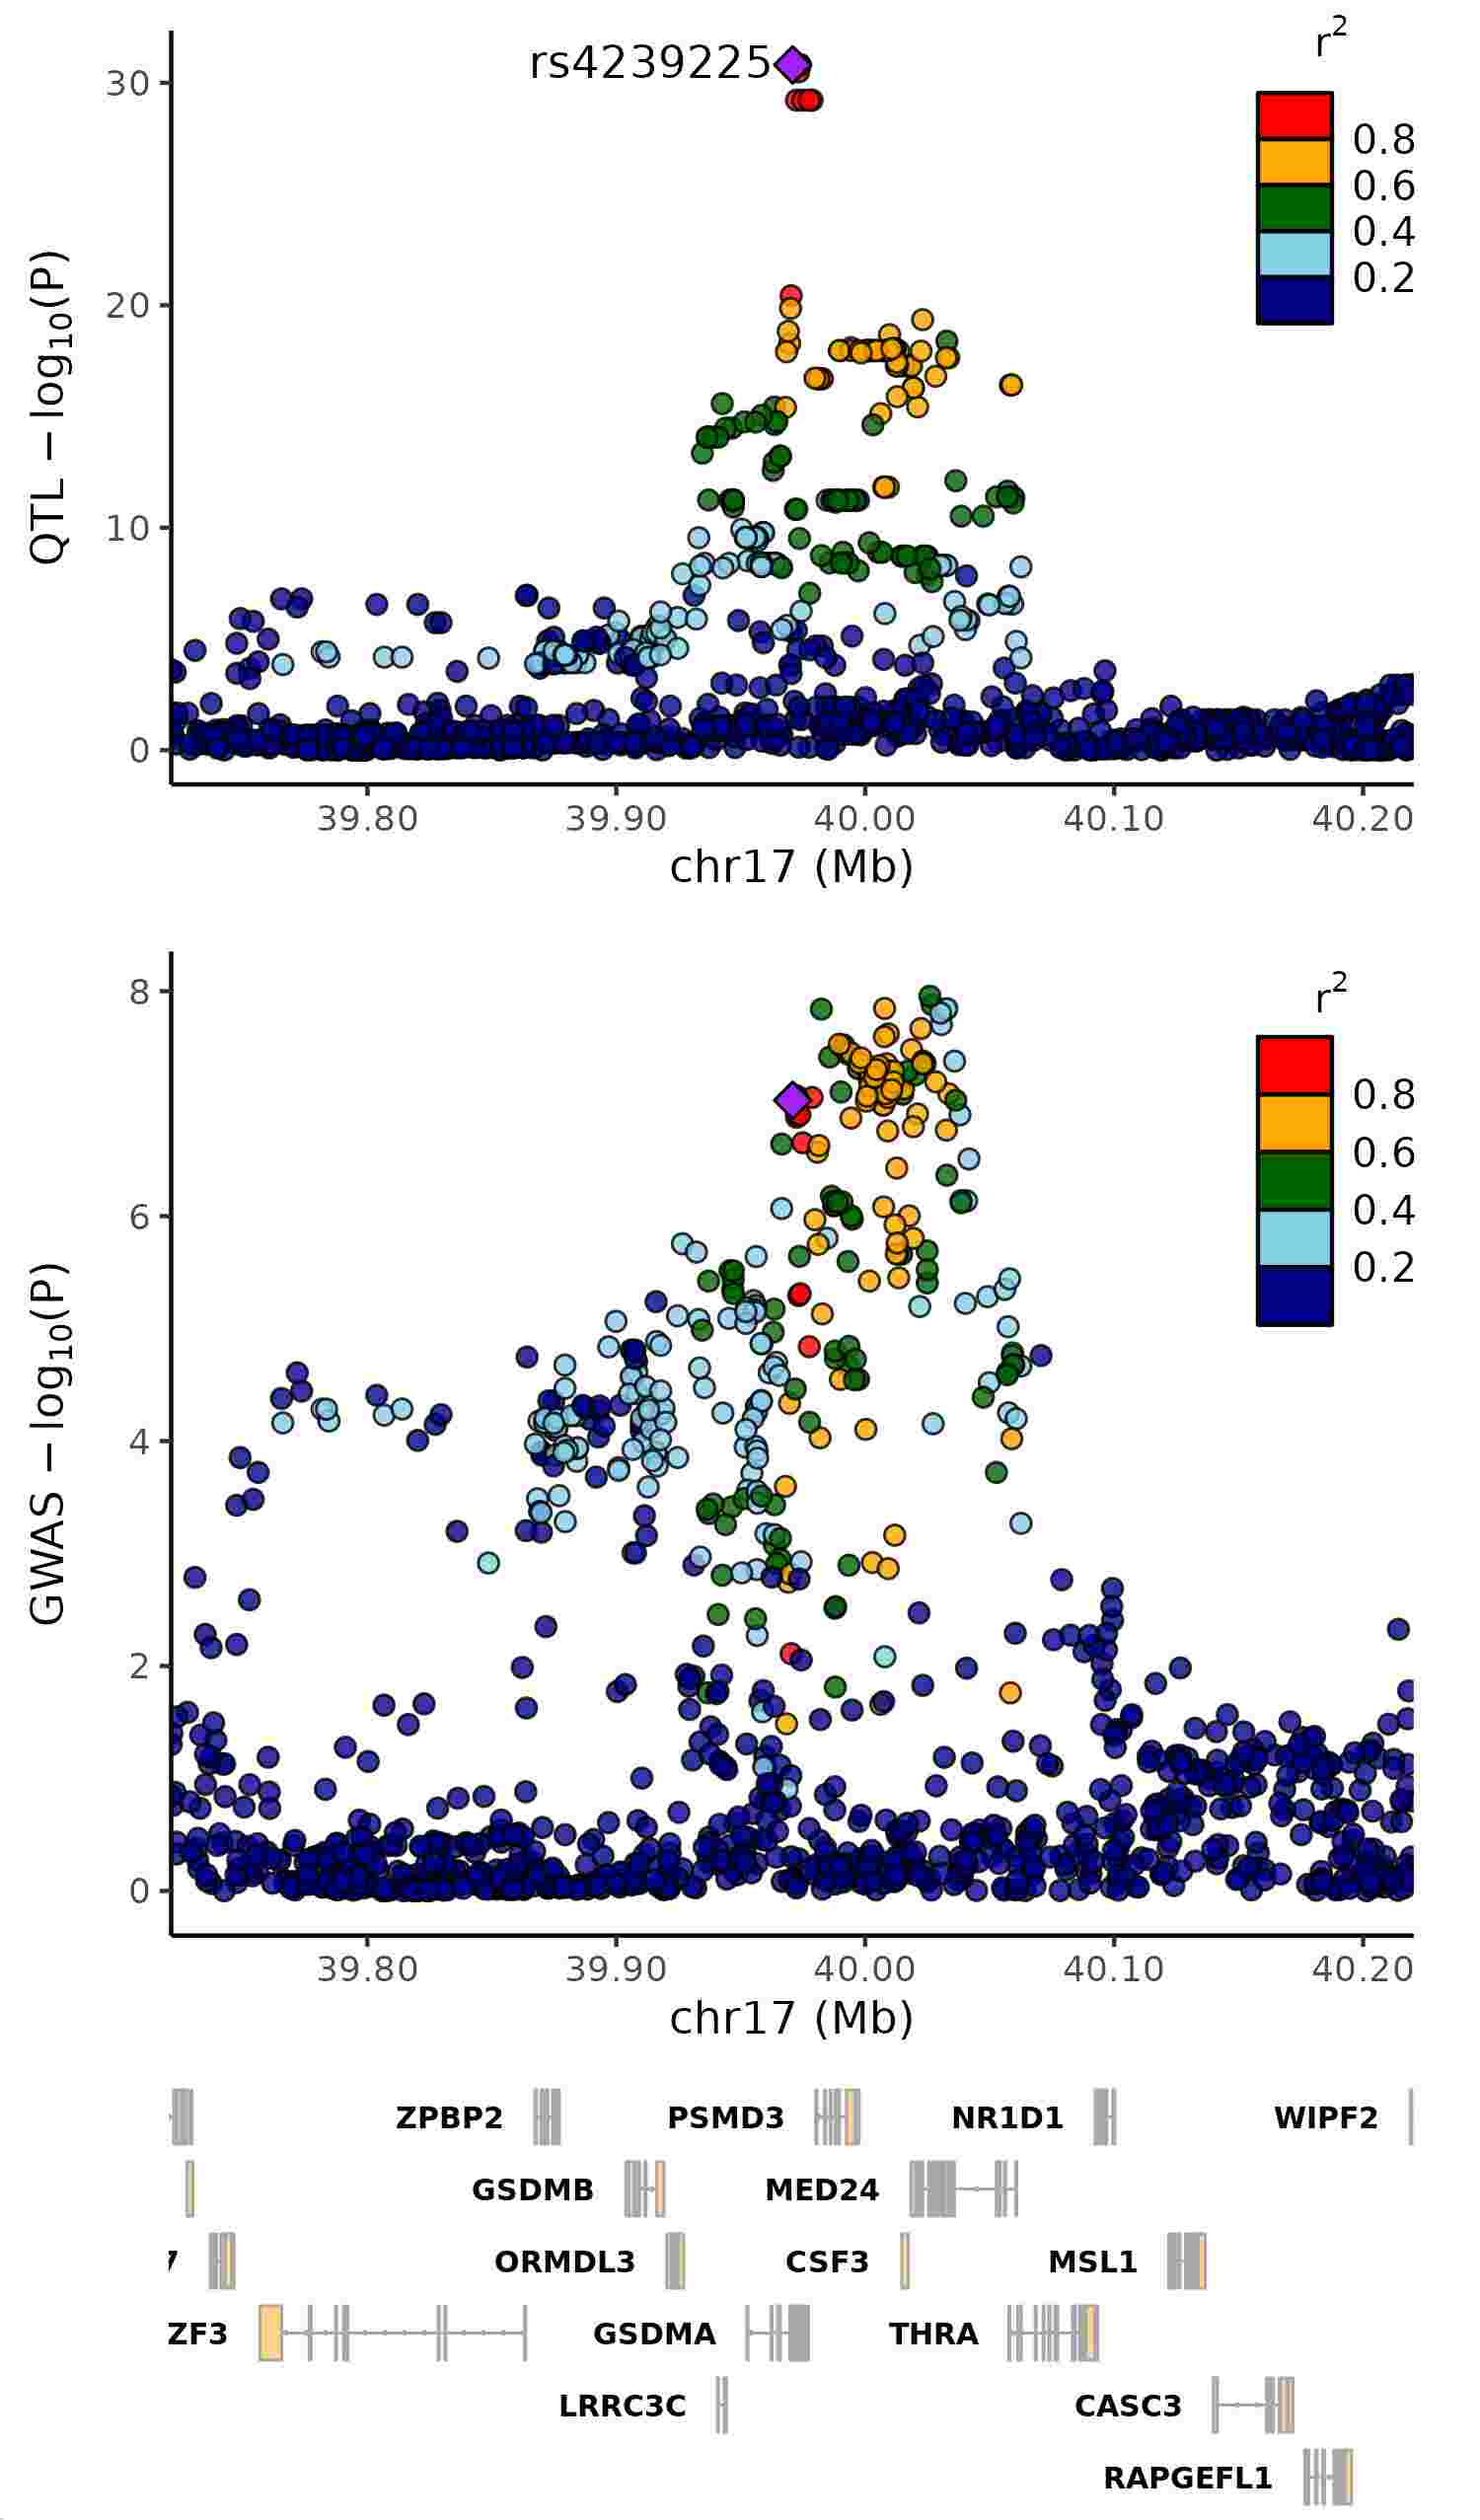 r2
rs4239225
30
20
10
0
0.8
0.6
0.4
0.2
QTL −log10(P)
39.80 39.90 40.00 40.10 40.20
chr17 (Mb)
r2
8
6
4
2
0
0.8
0.6
0.4
0.2
GWAS −log10(P)
39.80 39.90 40.00 40.10 40.20
chr17 (Mb)
ZPBP2 PSMD3 NR1D1 WIPF2
GSDMB MED24
7 ORMDL3 CSF3 MSL1
ZF3 GSDMA THRA
LRRC3C CASC3
RAPGEFL1